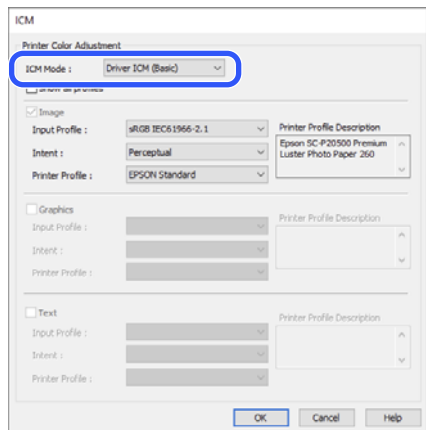 ICM
Printer Color Adjustment
ICM Mode : Driver ICM (Basic)
Show all profiles
Image
Input Profile : sRGB IEC61966-2.1 Printer Profile Description
Intent : Perceptual Epson SC-P20500 Premium
Luster Photo Paper 260
Printer Profile : EPSON Standard
Graphics
Input Profile : Printer Profile Description
Intent :
Printer Profile :
Text
Input Profile : Printer Profile Description
Intent :
Printer Profile :
OK Cancel Help